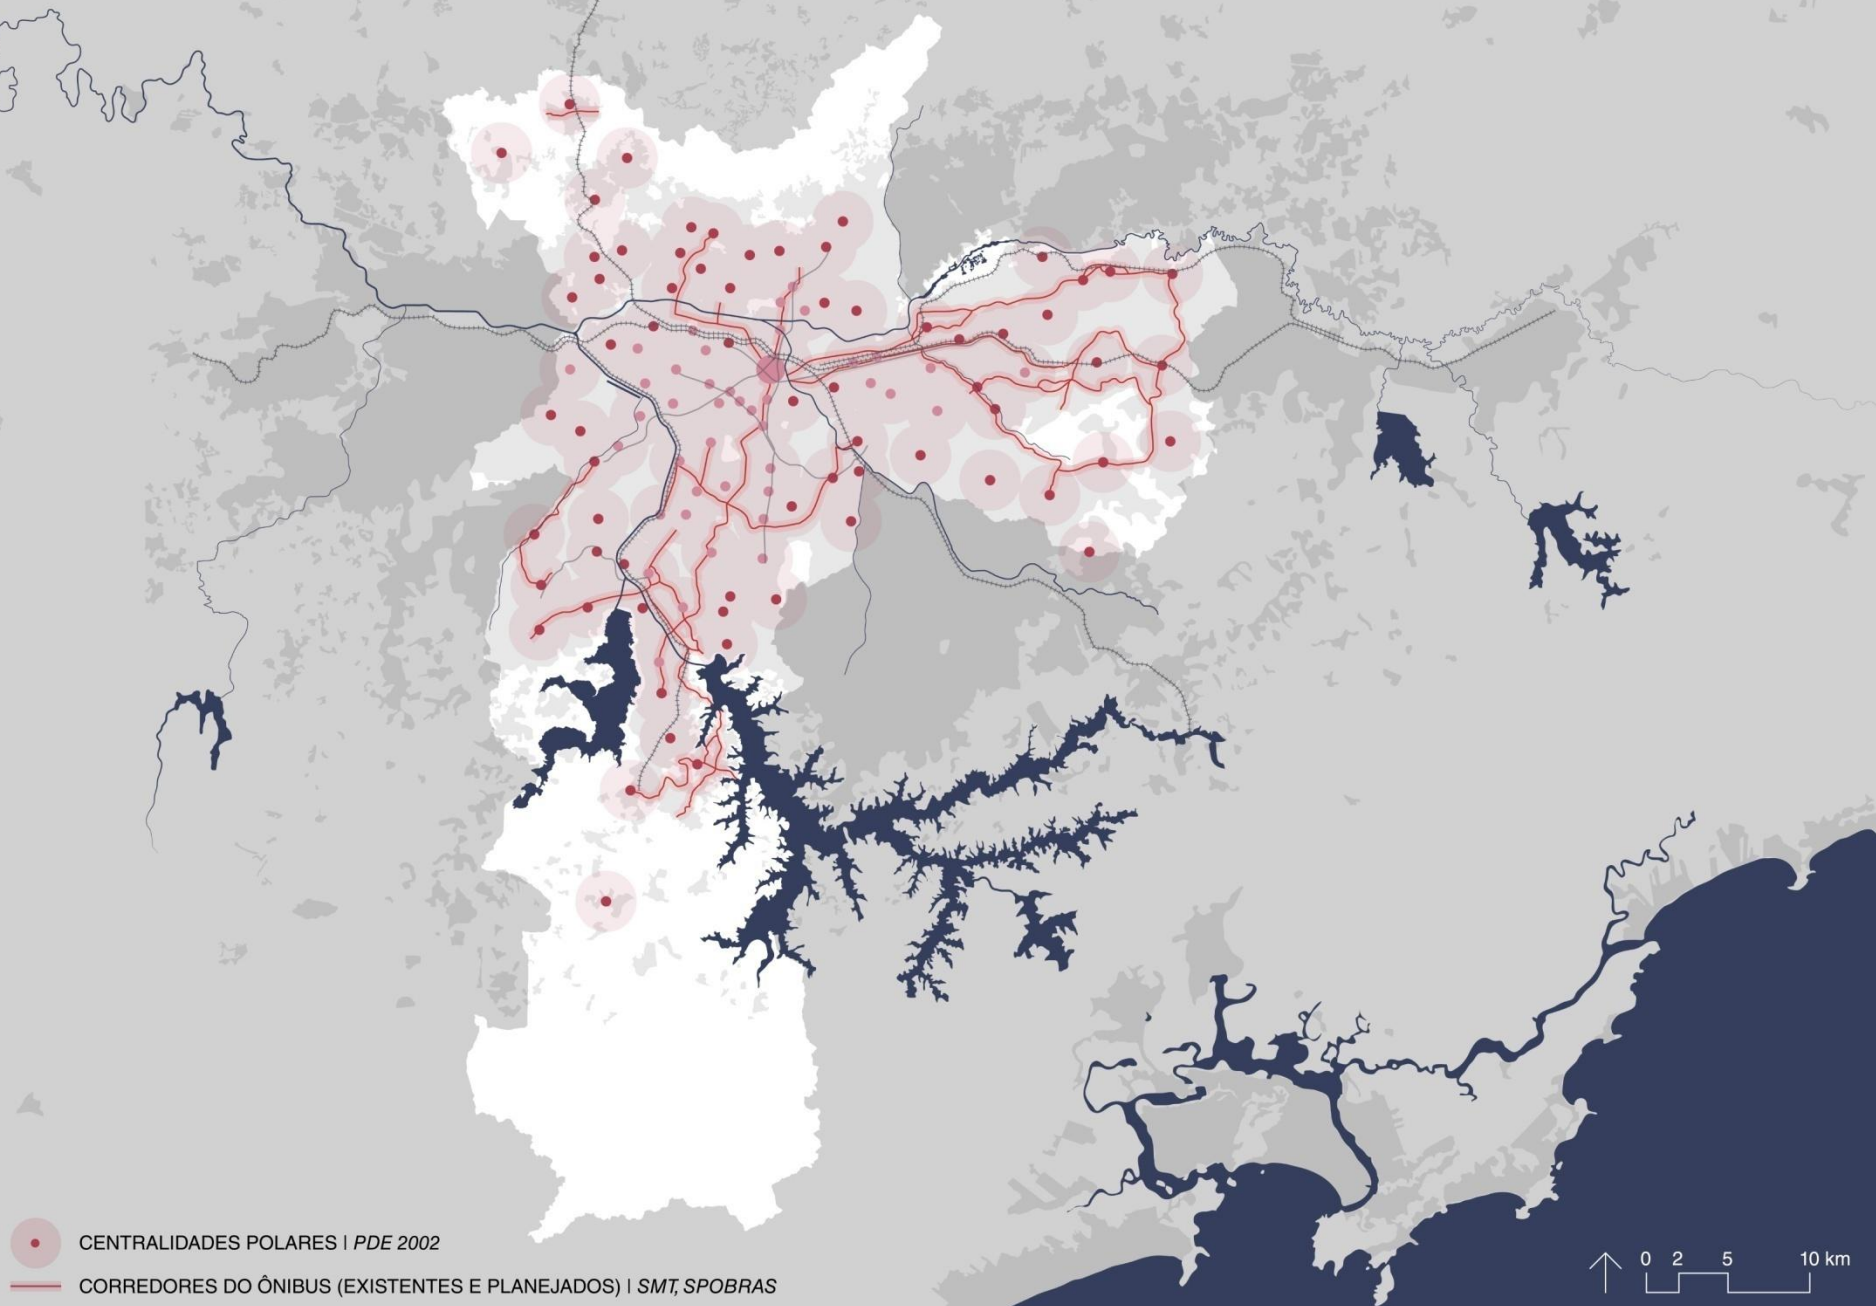 CENTRALIDADES POLARES | PDE 2002
CORREDORES DO ÔNIBUS (EXISTENTES E PLANEJADOS) | SMT, SPOBRAS
0 2 5 10 km